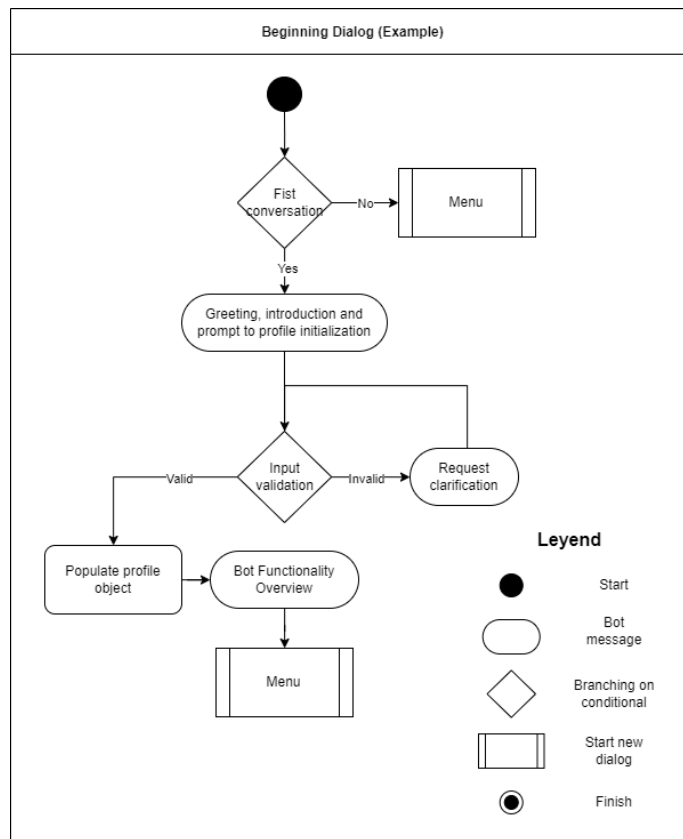 Beginning Dialog (Example)
Fist
conversation
No
Menu
Yes
Greeting, introduction and
prompt to profile initialization
Input
validation
Valid
Invalid
Request
clarification
Populate profile
object
Bot Functionality
Overview
Menu
Leyend
Start
Bot
message
Branching on
conditional
Start new
dialog
Finish